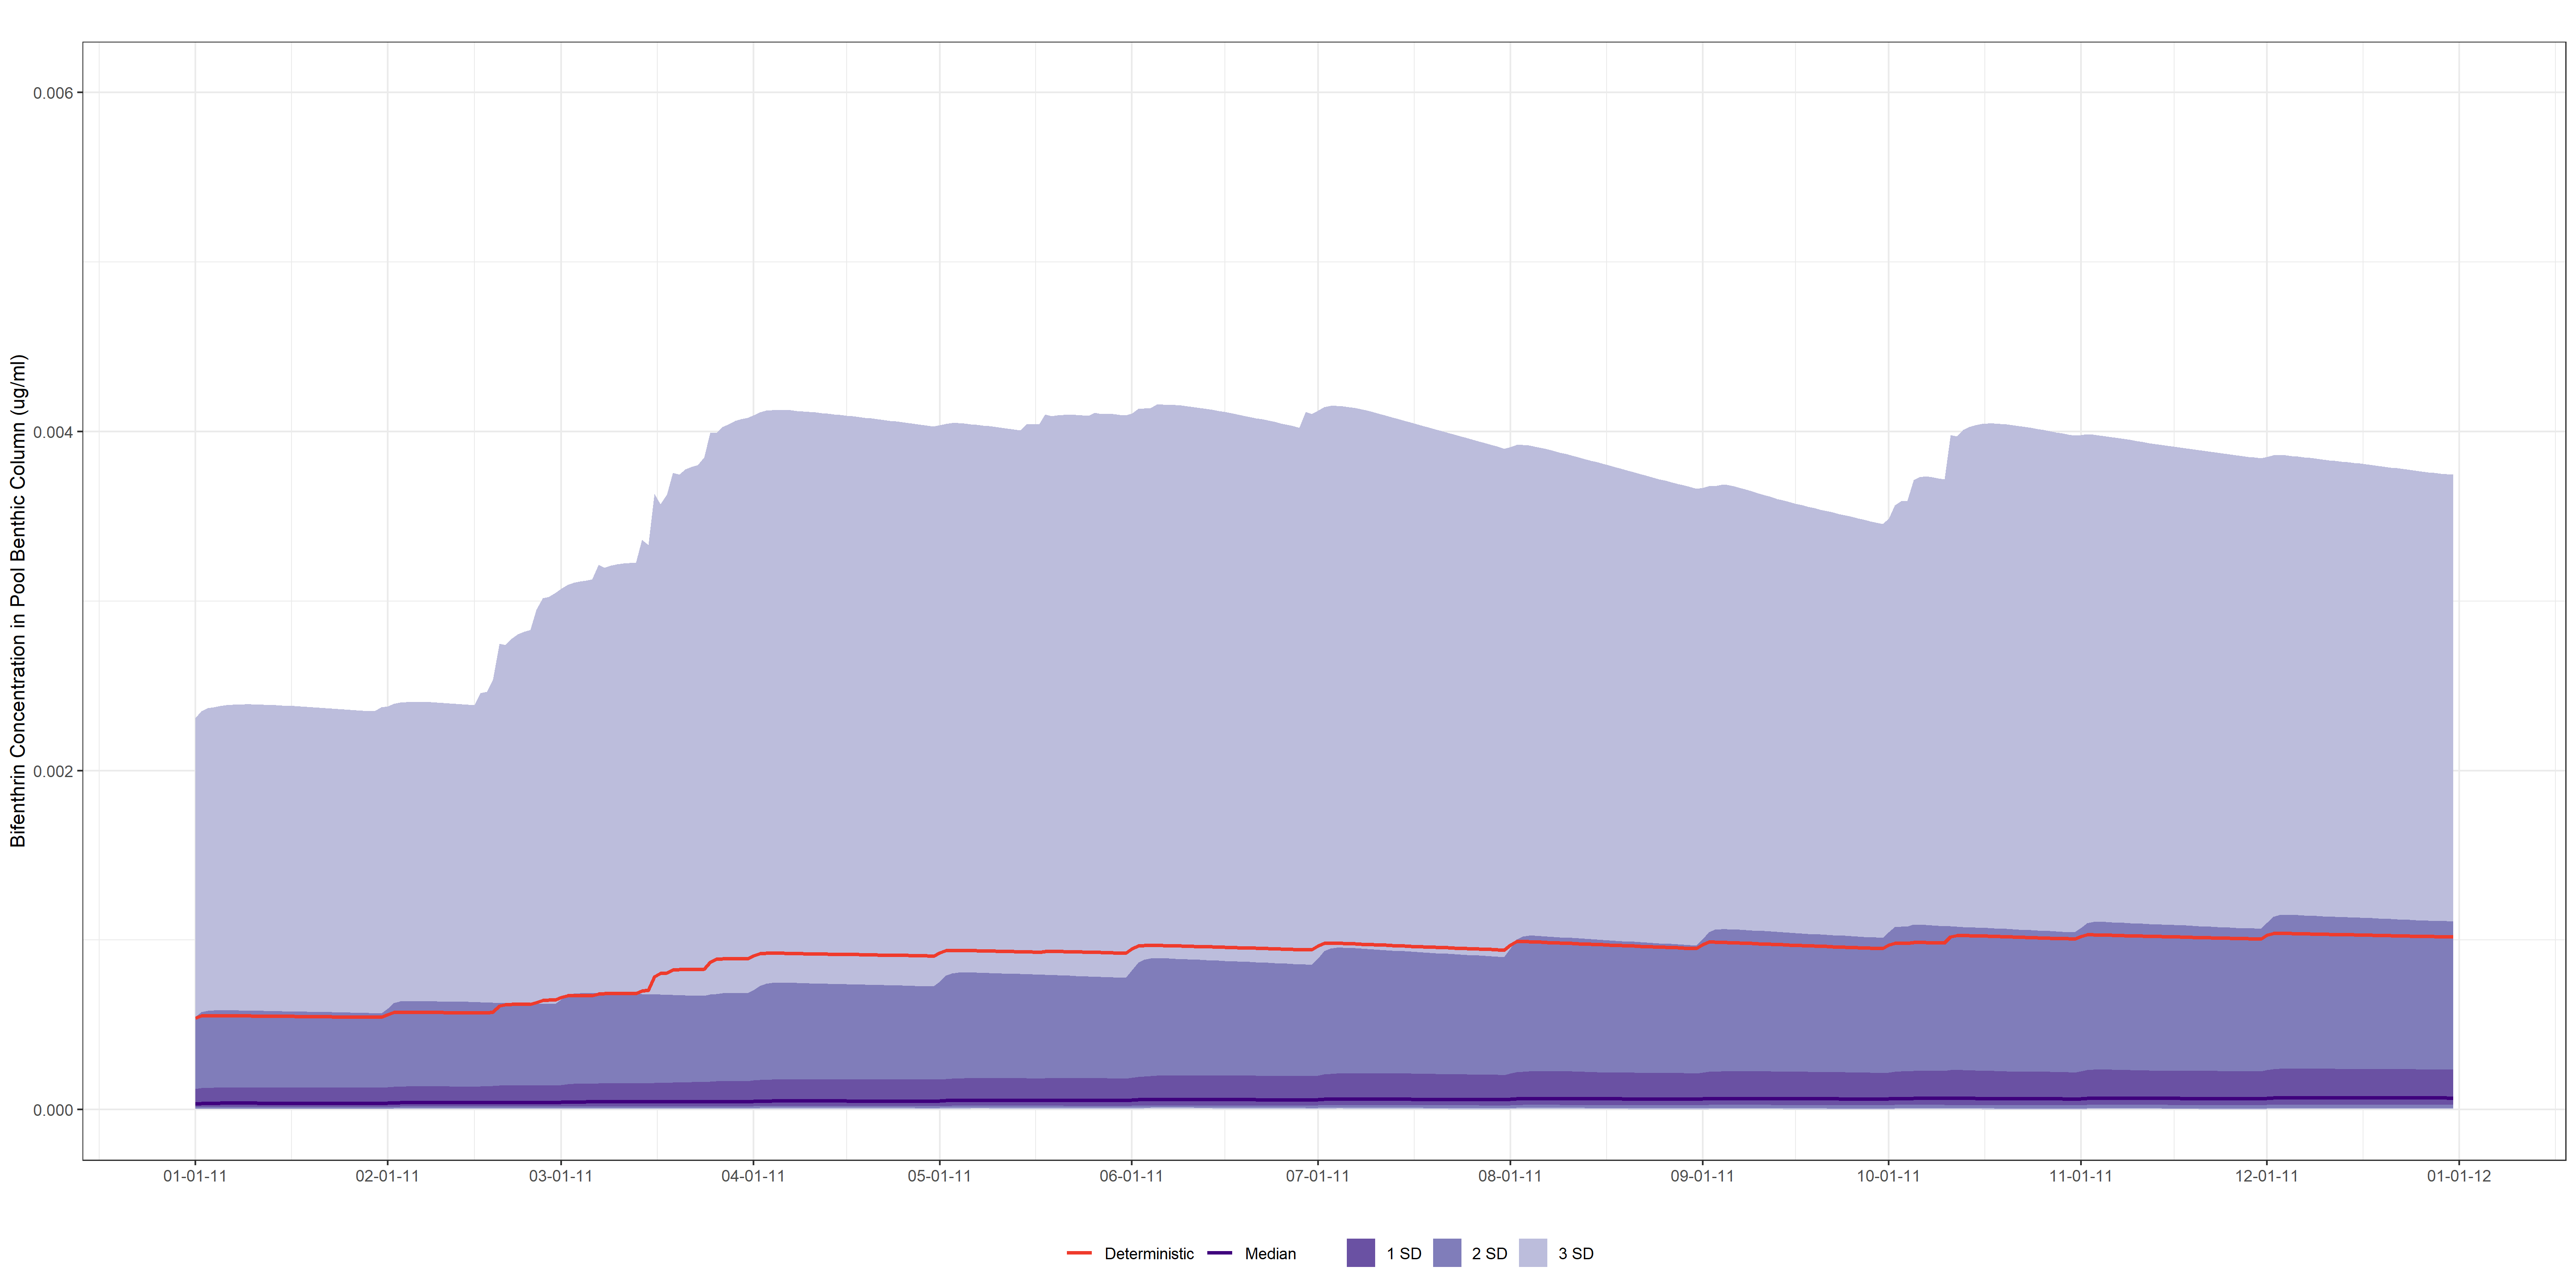 Bifenthrin Concentration in Pool Benthic Column (ug/ml)
0.006
0.004
0.002
0.000
01-01-11 02-01-11 03-01-11 04-01-11 05-01-11 06-01-11 07-01-11 08-01-11 09-01-11 10-01-11 11-01-11 12-01-11 01-01-12
Deterministic Median 1 SD 2 SD 3 SD